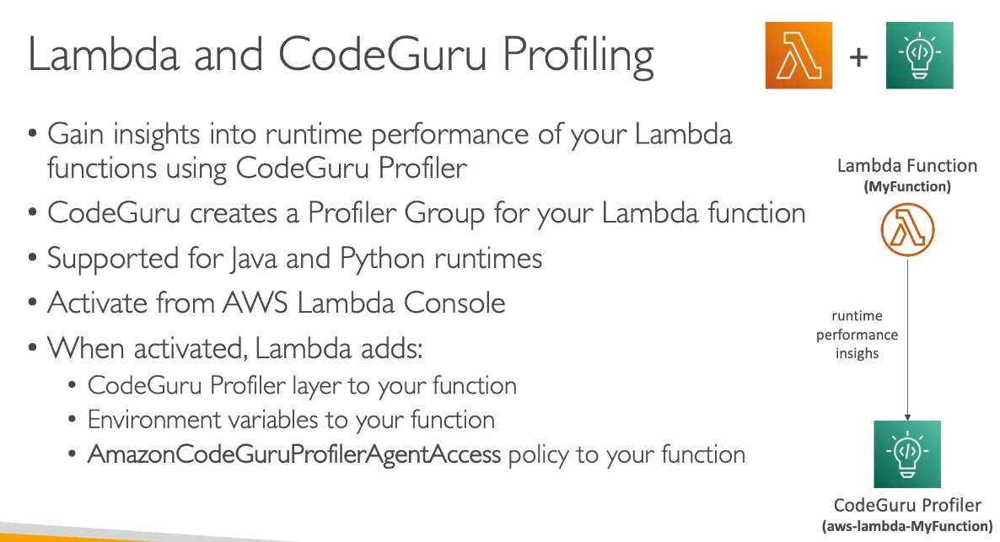 Lambda and CodeGuru Profiling
+
• Gain insights into runtime performance of your Lambda
functions using CodeGuru Profiler
• CodeGuru creates a Profiler Group for your Lambda function
• Supported for Java and Python runtimes
• Activate from AWS Lambda Console
• When activated, Lambda adds:
• CodeGuru Profiler layer to your function
• Environment variables to your function
• AmazonCodeGuruProfilerAgentAccess policy to your function
Lambda Function
(MyFunction)
runtime
performance
insighs
CodeGuru Profiler
(aws-lambda-MyFunction)